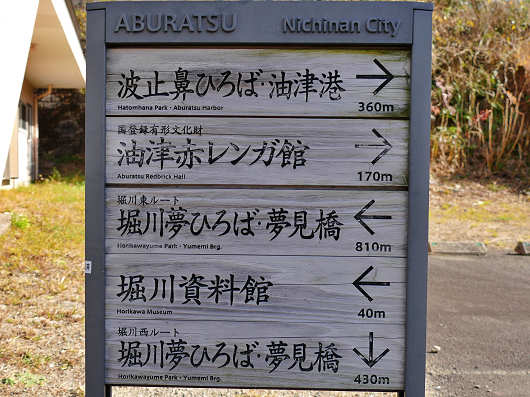 ABURATSU Nichinan City
波止鼻ひろば・油津港 →
Hatomhana Park・Aburatsu Harbor 360m
国登録有形文化財
油津赤レンガ館 →
Aburatsu Redbrick Hall 170m
堀川東ルート
堀川夢ひろば・夢見橋 ←
Horikawayume Park・Yumemi Brg. 810m
堀川資料館 ←
Horikawa Museum 40m
堀川西ルート
堀川夢ひろば・夢見橋 ↓
Horikawayume Park・Yumemi Brg. 430m